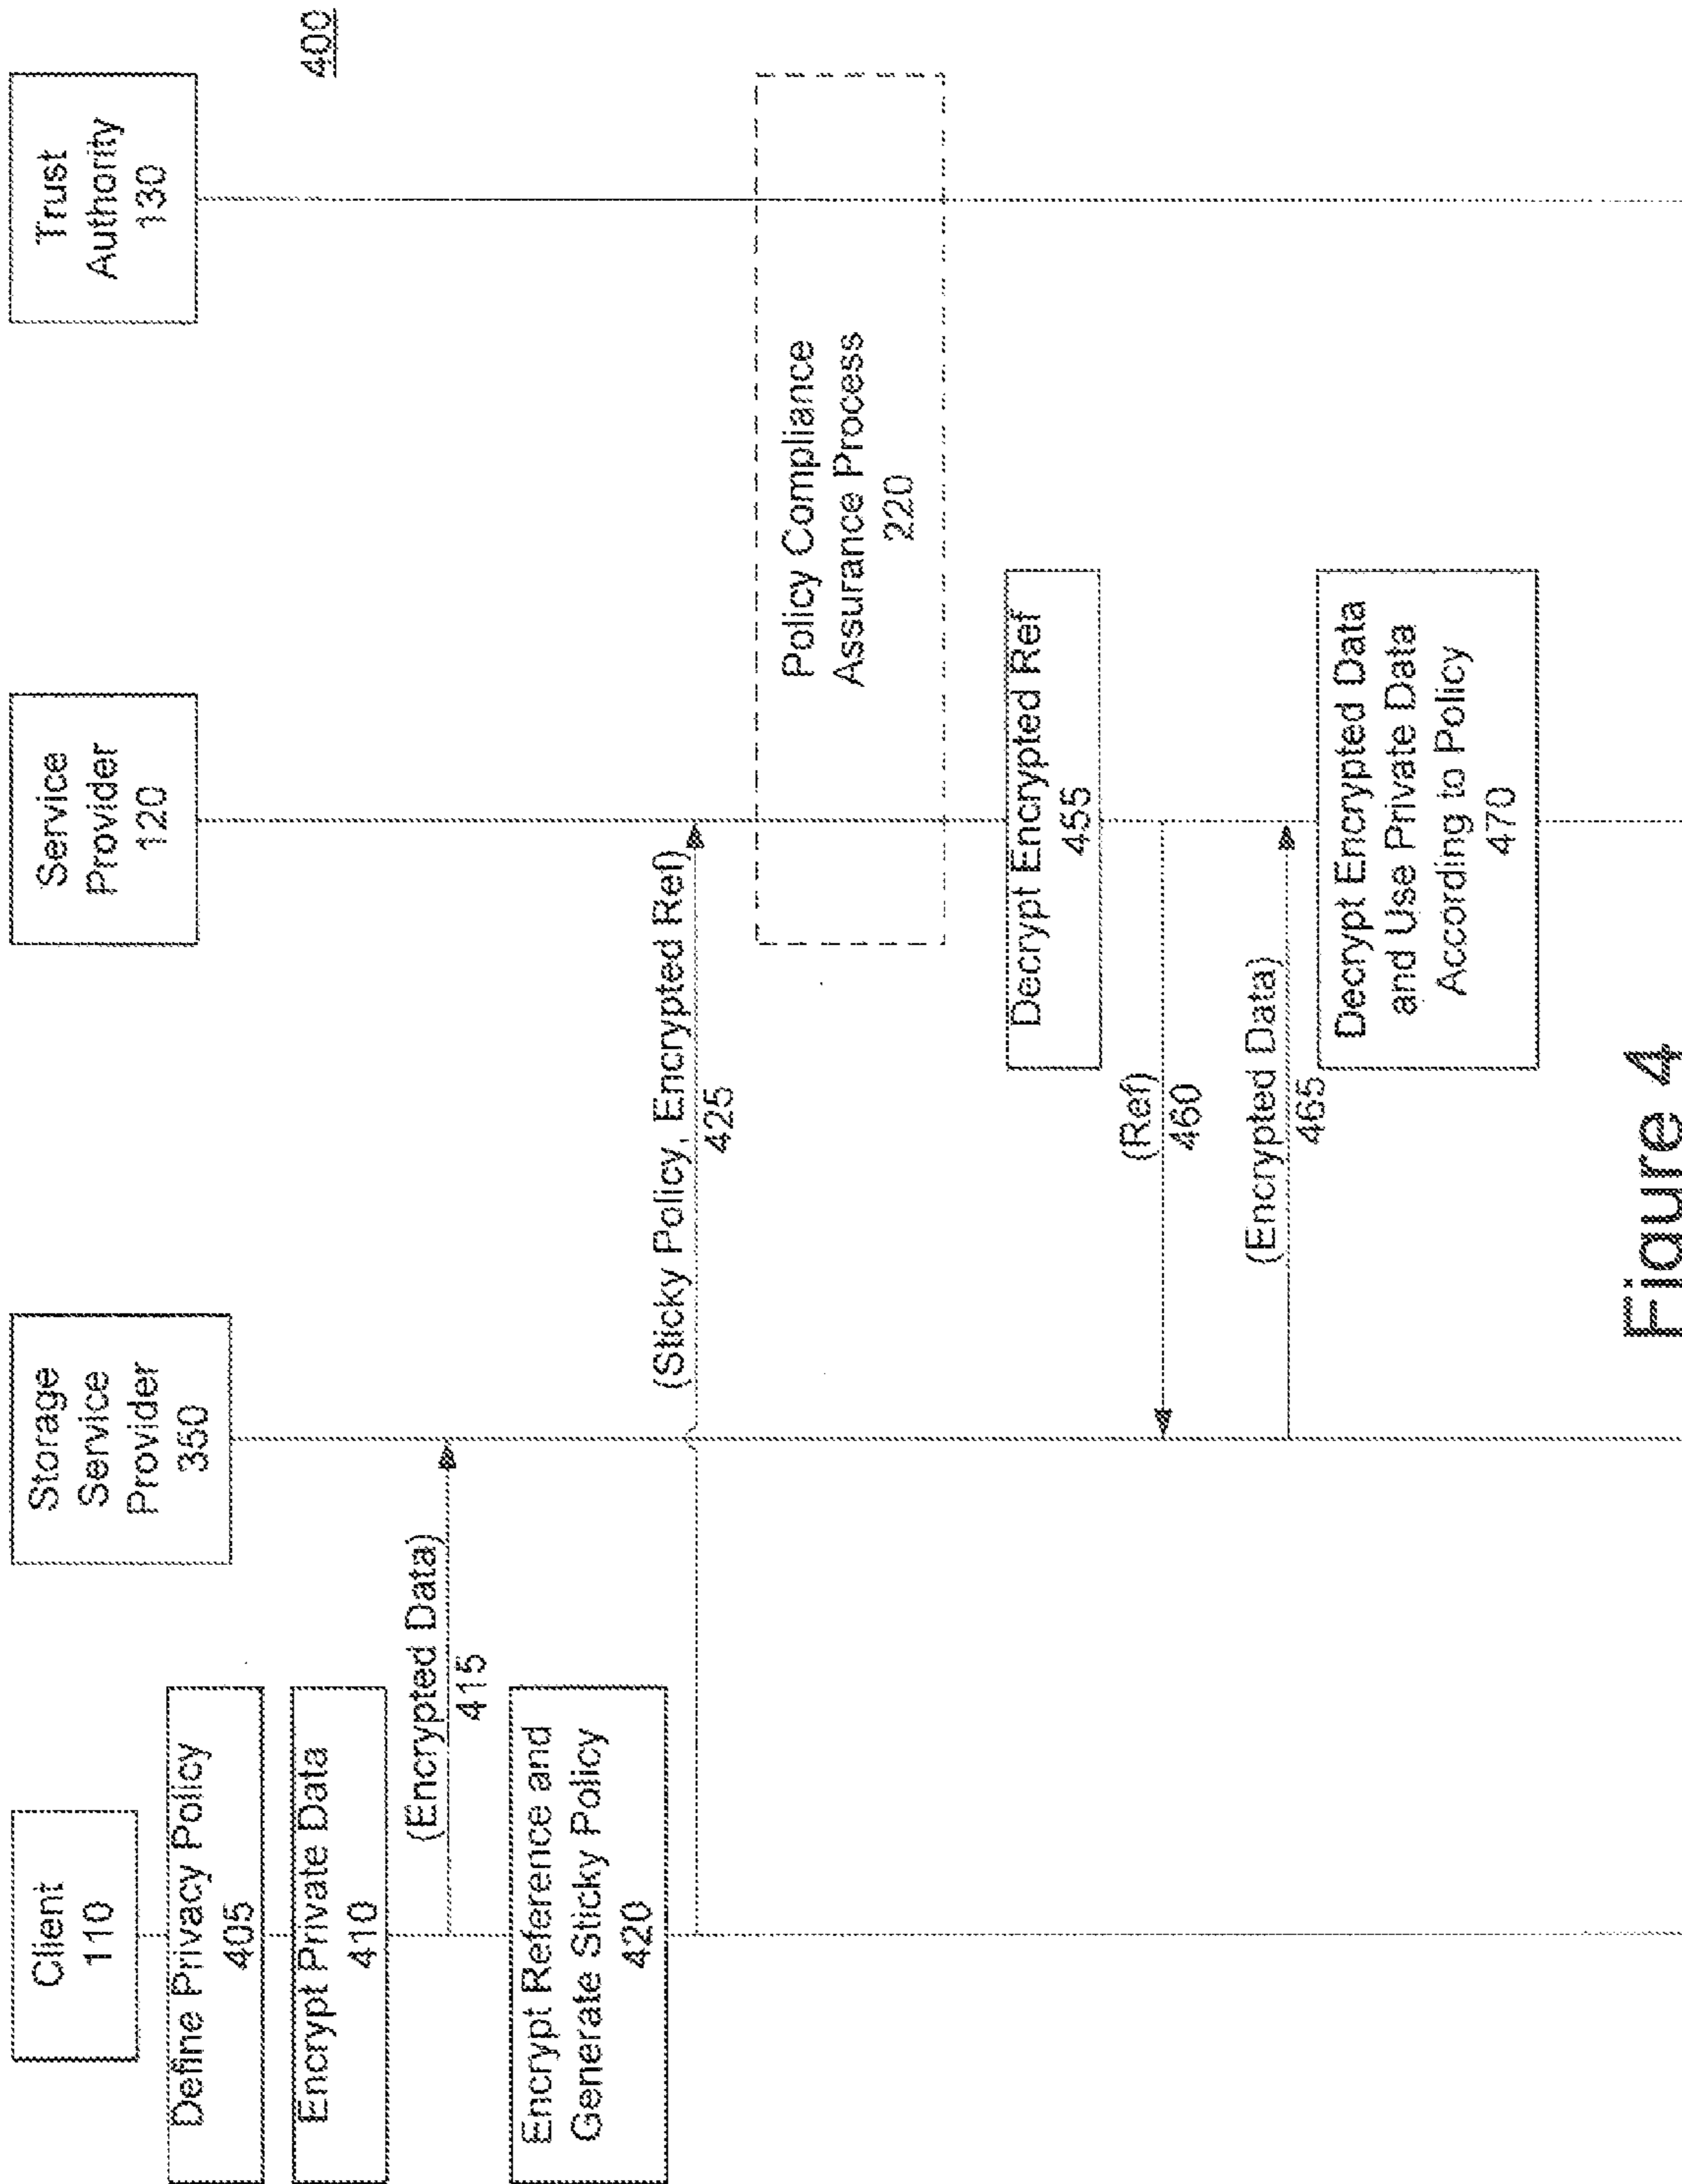 400
Client
110
Storage
Service
Provider
350
Service
Provider
120
Trust
Authority
130
Define Privacy Policy
405
Encrypt Private Data
410
(Encrypted Data)
415
Encrypt Reference and
Generate Sticky Policy
420
(Sticky Policy, Encrypted Ref)
425
Policy Compliance
Assurance Process
220
Decrypt Encrypted Ref
455
(Ref)
460
(Encrypted Data)
465
Decrypt Encrypted Data
and Use Private Data
According to Policy
470
Figure 4